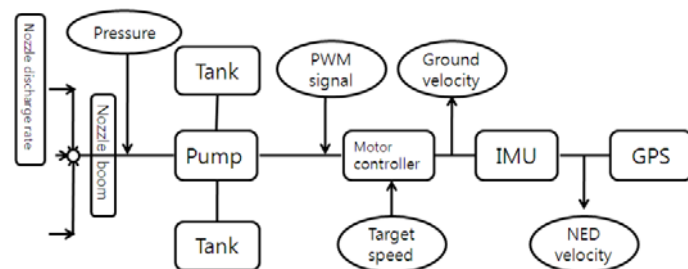 Nozzle discharge rate
Pressure
Nozzle boom
Tank
Pump
Tank
PWM
signal
Motor
controller
Target
speed
Ground
velocity
IMU
NED
velocity
GPS